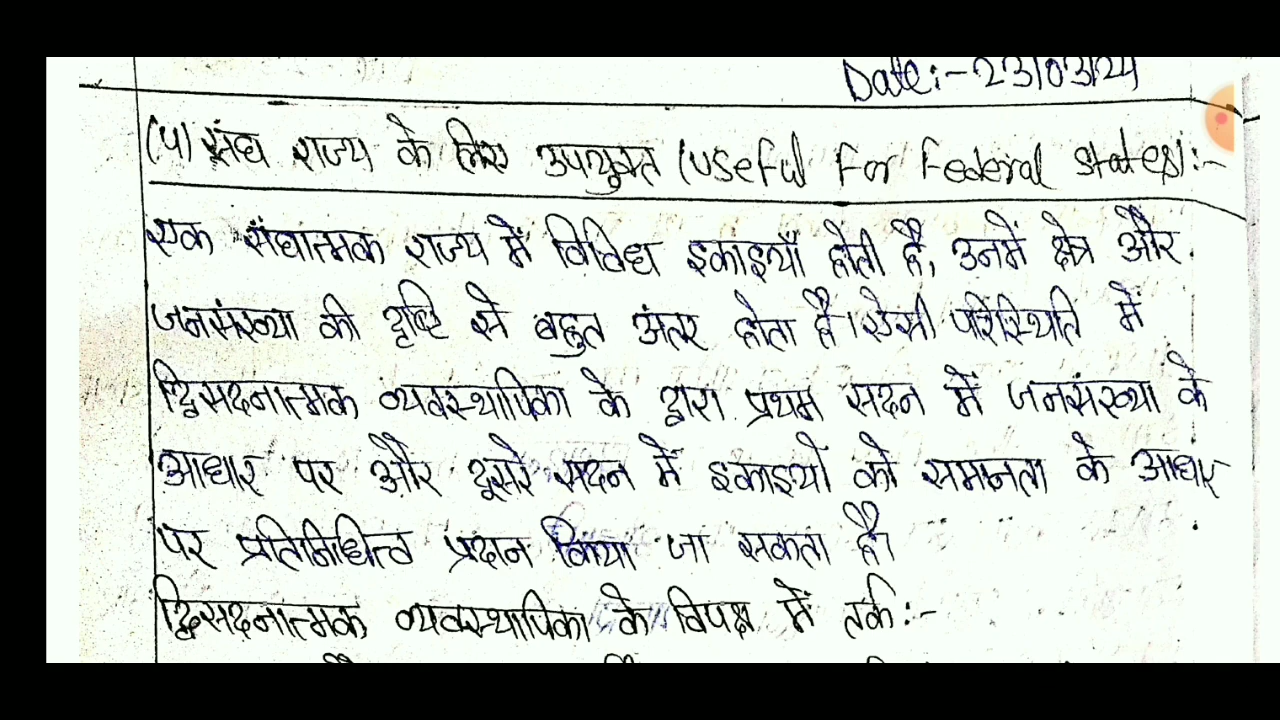 Date:-23/03/24
(५) संघ राज्य के लिए उपयुक्त (Useful For Federal States):-
एक संघात्मक राज्य में विविध इकाइयाँ होती है, उनमें क्षेत्र और
जनसंख्या की दृष्टि से बहुत अंतर होता है। ऐसी परिस्थिति में
द्विसदनात्मक व्यवस्थापिका के द्वारा प्रथम सदन में जनसंख्या के
आधार पर और दूसरे सदन में इकाइयों को समानता के आधार
पर प्रतिनिधित्व प्रदान किया जा सकता है।
द्विसदनात्मक व्यवस्थापिका के विपक्ष में तर्क:-